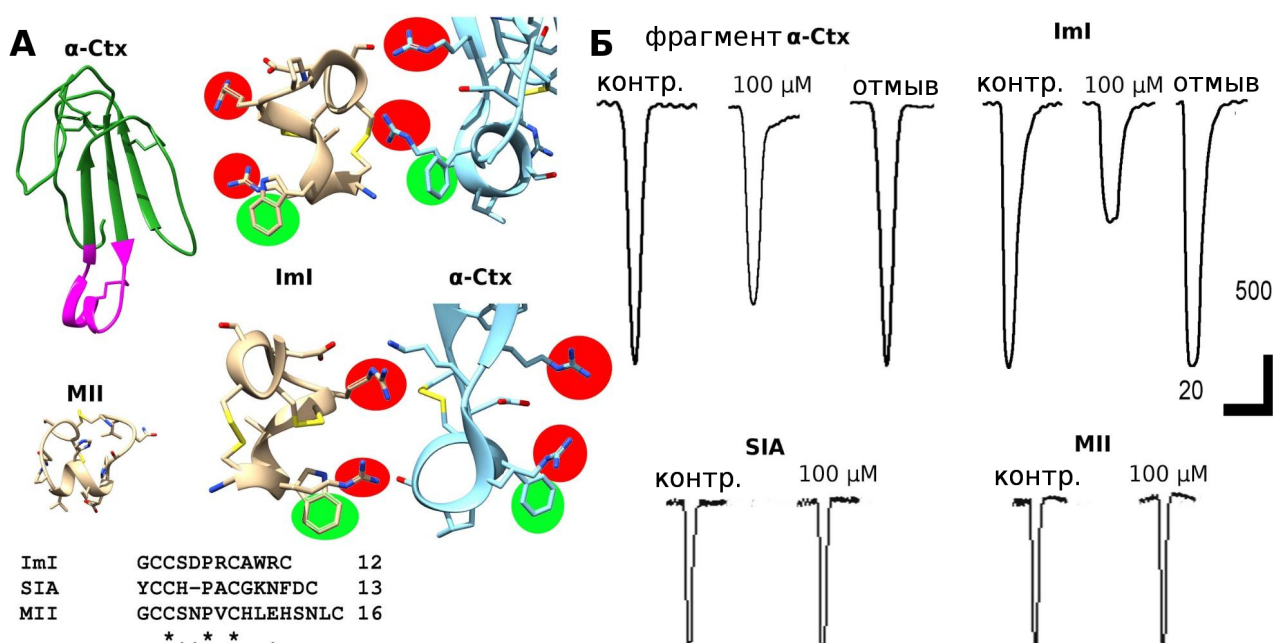 А
α-Ctx
MII
ImI
α-Ctx
ImI GCCSDPRCAWRC 12
SIA YCCH-PACGKNFDC 13
MII GCCSNPVCHLEHSNLC 16
*..* * .
Б
фрагмент α-Ctx
ImI
контр.
100 μM
отмыв
контр.
100 μM
отмыв
500
20
SIA
MII
контр.
100 μM
контр.
100 μM